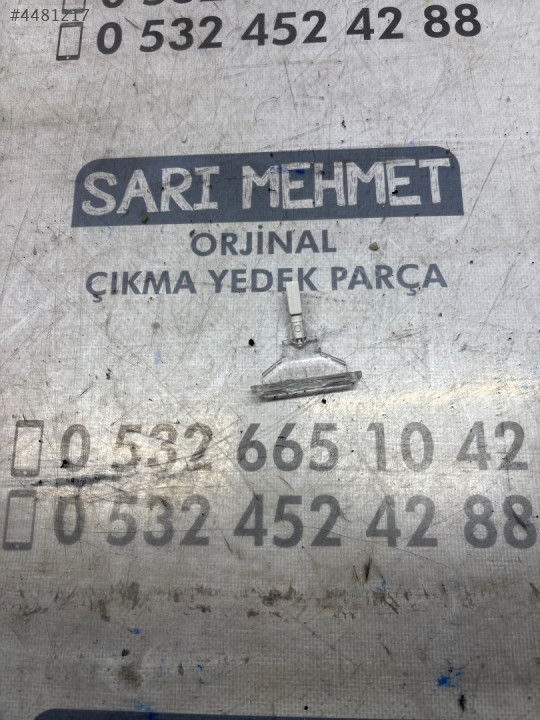 #4481217
0 532 452 42 88
SARI MEHMET
ORJİNAL
ÇIKMA YEDEK PARÇA
0 532 665 10 42
0 532 452 42 88